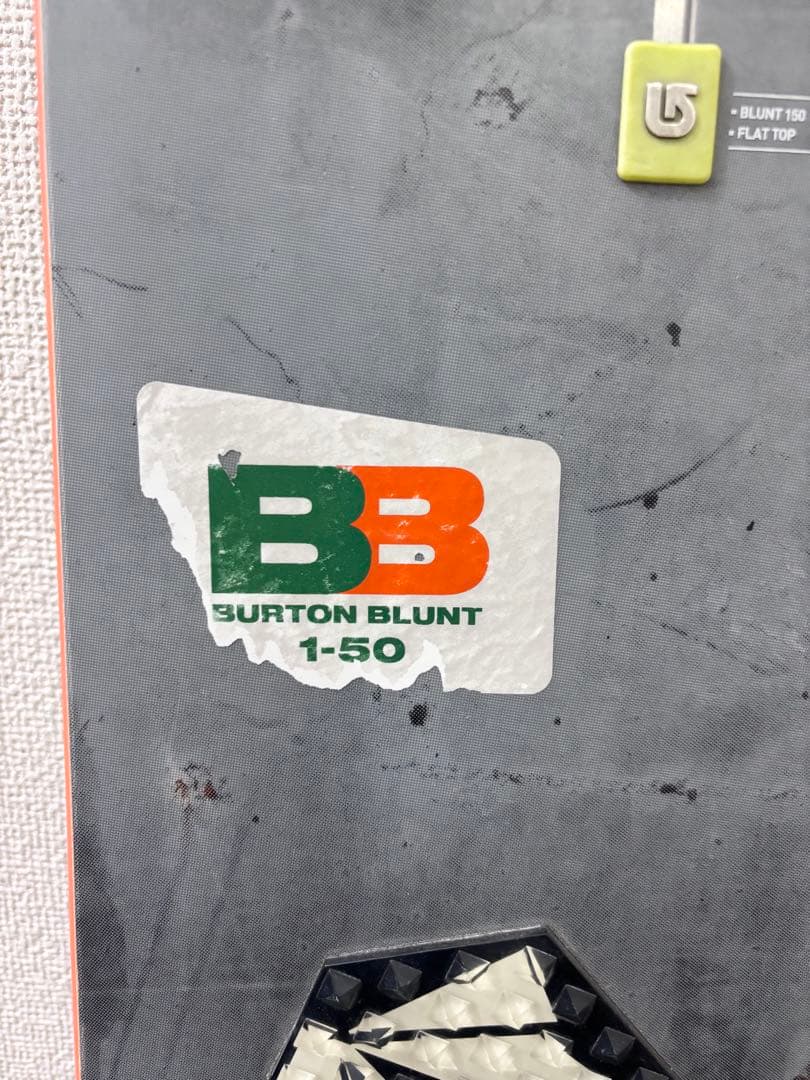 • BLUNT 150
• FLAT TOP
BB
BURTON BLUNT
1-50